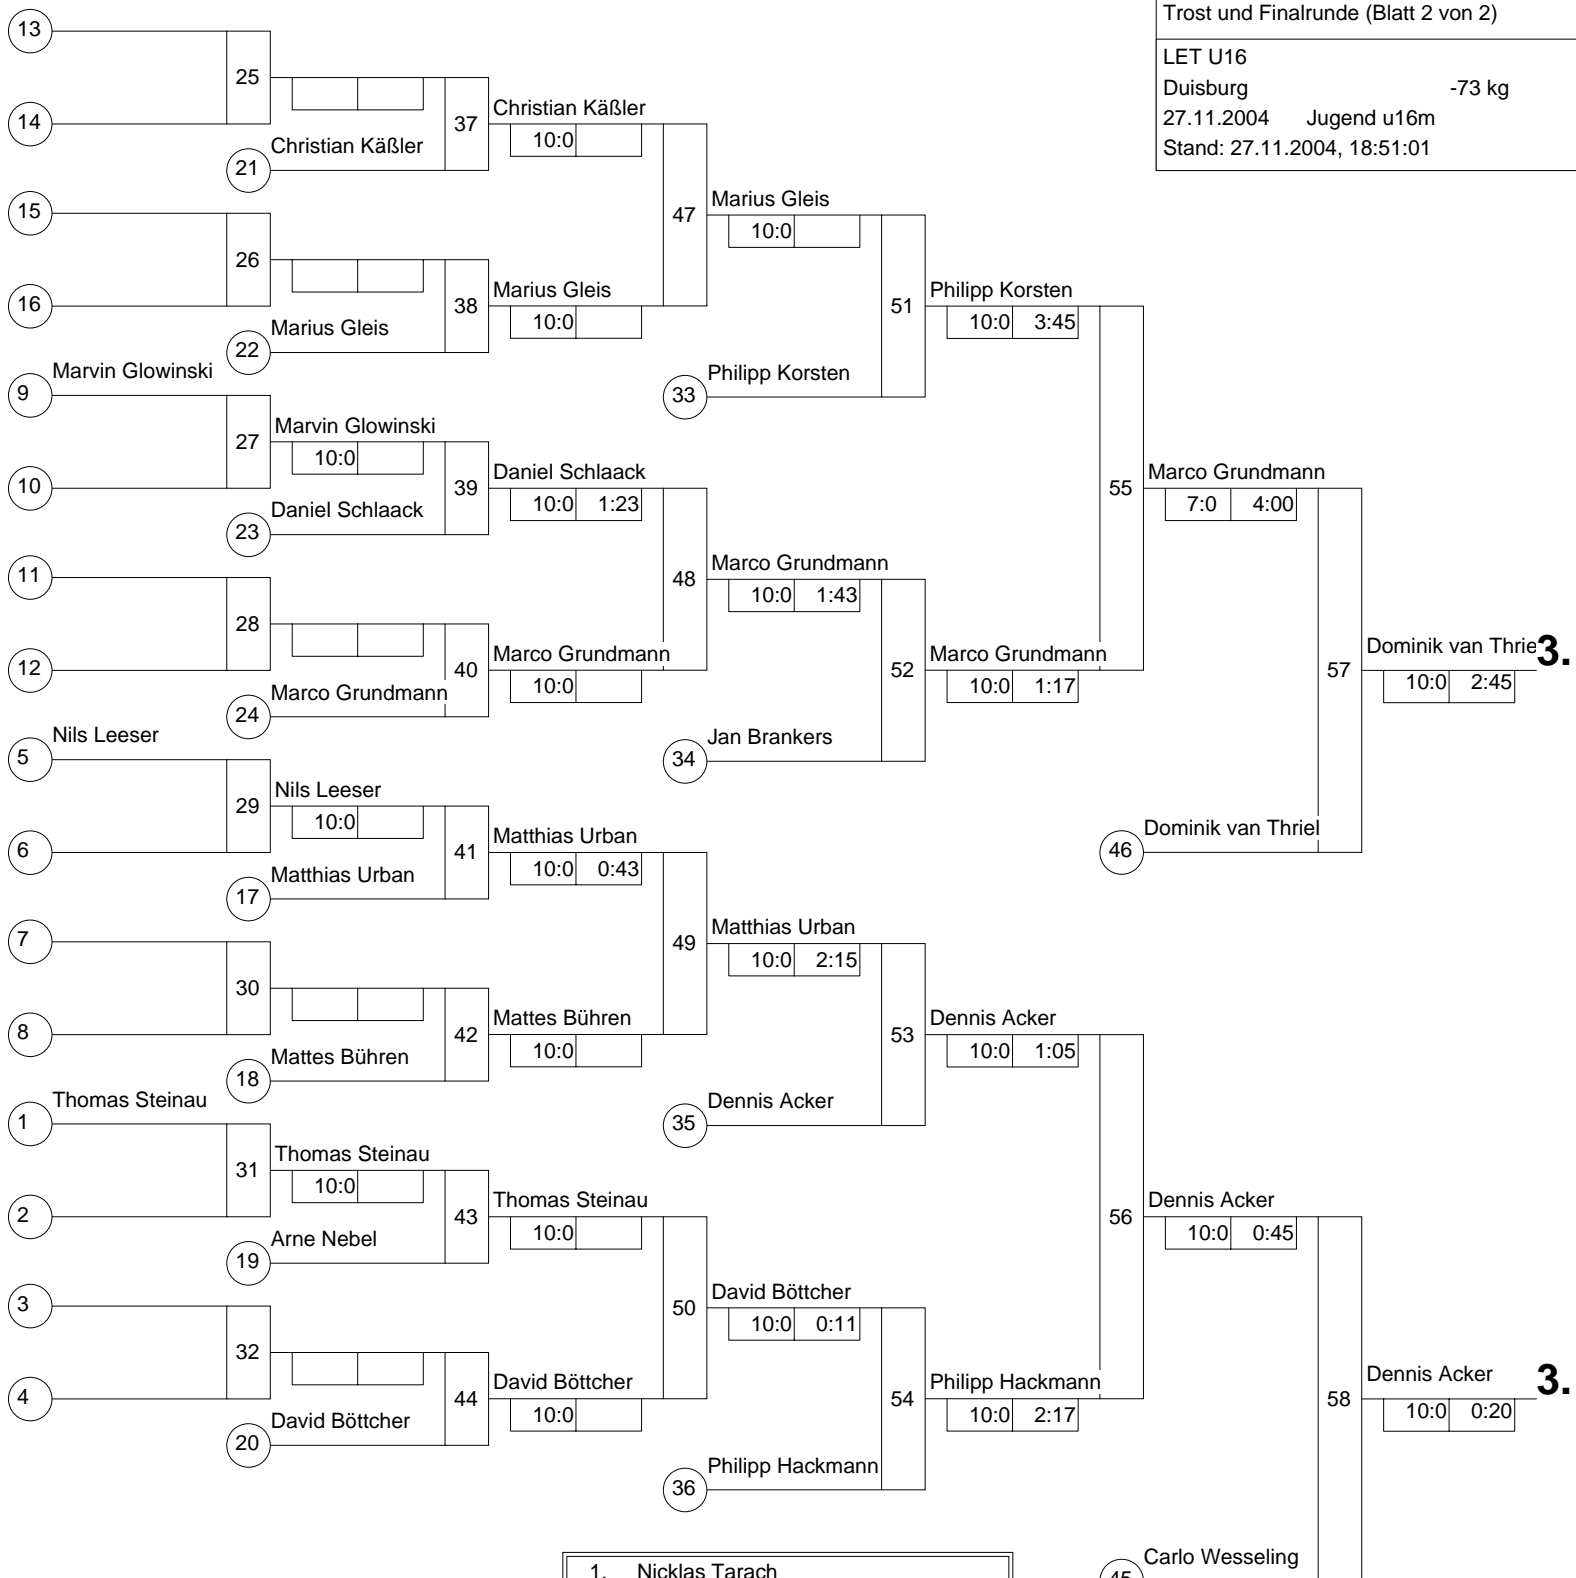 Trost und Finalrunde (Blatt 2 von 2)
LET U16
Duisburg -73 kg
27.11.2004 Jugend u16m
Stand: 27.11.2004, 18:51:01
13
25
14
Christian Käßler
21
37
Christian Käßler
10:0
15
26
16
Marius Gleis
22
38
Marius Gleis
10:0
47
Marius Gleis
10:0
Philipp Korsten
33
51
Philipp Korsten
10:0 3:45
Marvin Glowinski
9
27
10
Marvin Glowinski
10:0
Daniel Schlaack
23
39
Daniel Schlaack
10:0 1:23
11
28
12
Marco Grundmann
24
40
Marco Grundmann
10:0
48
Marco Grundmann
10:0 1:43
Jan Brankers
34
52
Marco Grundmann
10:0 1:17
55
Marco Grundmann
7:0 4:00
Dominik van Thriel
46
57
Dominik van Thrie
10:0 2:45
3.
Nils Leeser
5
29
6
Nils Leeser
10:0
Matthias Urban
17
41
Matthias Urban
10:0 0:43
7
30
8
Mattes Bühren
18
42
Mattes Bühren
10:0
49
Matthias Urban
10:0 2:15
Dennis Acker
35
53
Dennis Acker
10:0 1:05
Thomas Steinau
1
31
2
Thomas Steinau
10:0
Arne Nebel
19
43
Thomas Steinau
10:0
3
32
4
David Böttcher
20
44
David Böttcher
10:0
50
David Böttcher
10:0 0:11
Philipp Hackmann
36
54
Philipp Hackmann
10:0 2:17
56
Dennis Acker
10:0 0:45
Carlo Wesseling
45
58
Dennis Acker
10:0 0:20
3.
1. Nicklas Tarach